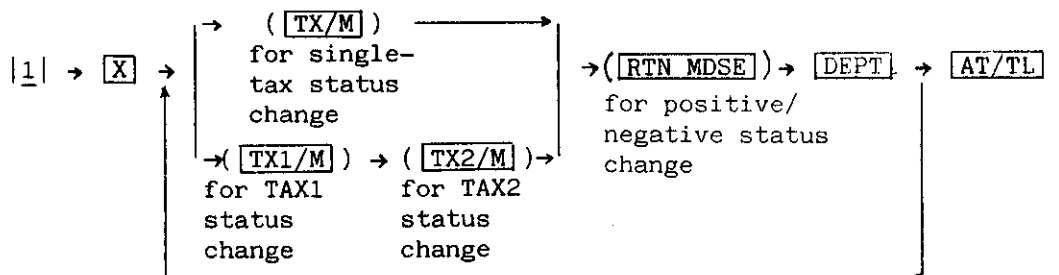 (TX/M)
for single-
tax status
change
|1| → X →
→(RTN MDSE)→ DEPT → AT/TL
for positive/
negative status
change
→(TX1/M) → (TX2/M)→
for TAX1
status
change
for TAX2
status
change